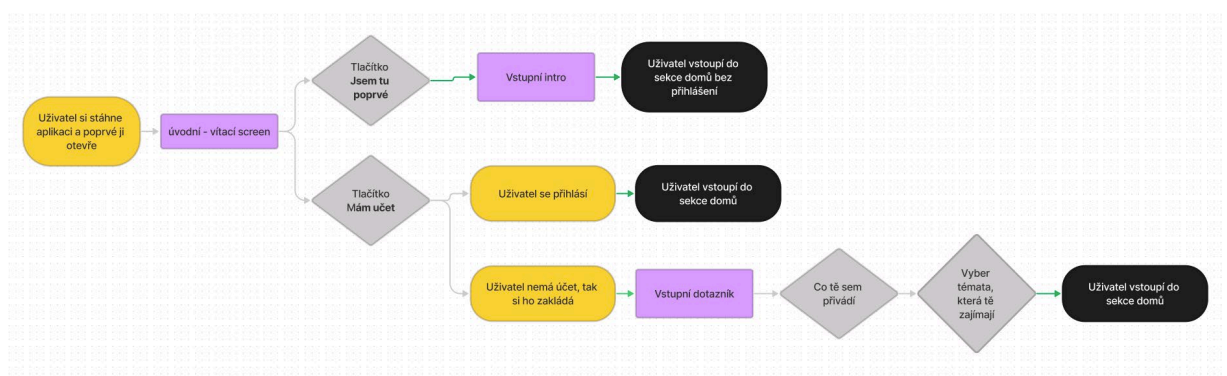 Tlačítko
Jsem tu
poprvé
Vstupní intro
Uživatel vstoupí do
sekce domů bez
přihlášení
Uživatel si stáhne
aplikaci a poprvé ji
otevře
úvodní - vítací screen
Tlačítko
Mám učet
Uživatel se přihlásí
Uživatel vstoupí do
sekce domů
Uživatel nemá účet, tak
si ho zakládá
Vstupní dotazník
Co tě sem
přivádí
Vyber
témata,
která tě
zajímají
Uživatel vstoupí do
sekce domů